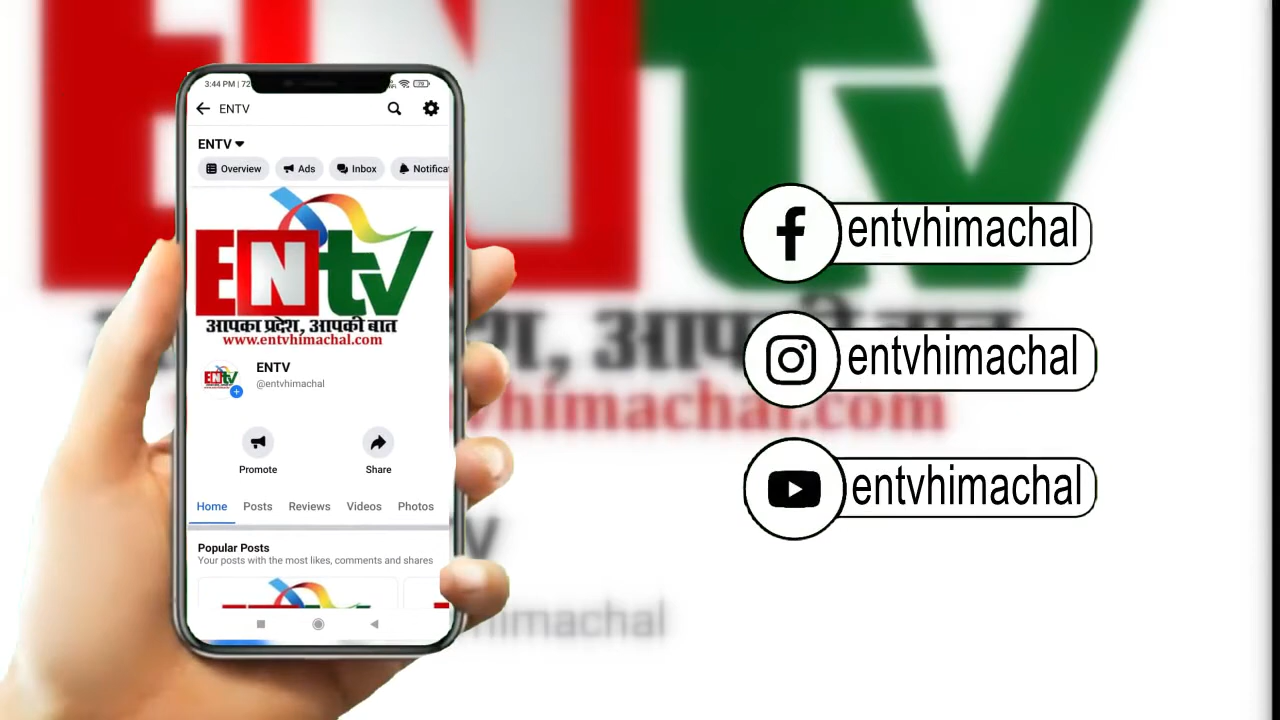 3:44 PM | 72
ENTV
ENTV
Overview
Ads
Inbox
Notifica
ENtv
आपका प्रदेश, आपकी बात
www.entvhimachal.com
ENTV
@entvhimachal
Promote
Share
Home
Posts
Reviews
Videos
Photos
Popular Posts
Your posts with the most likes, comments and shares
entvhimachal
entvhimachal
entvhimachal